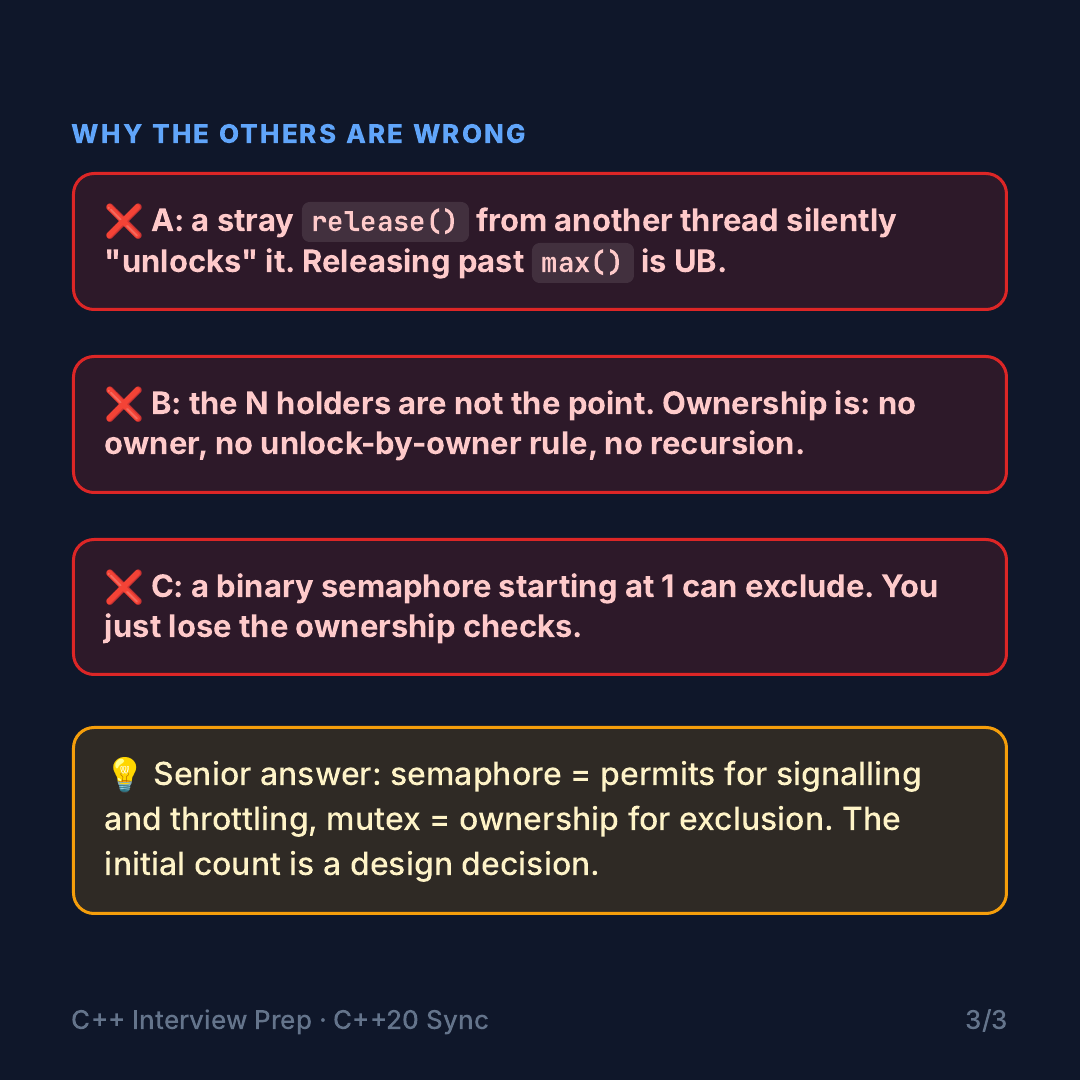 WHY THE OTHERS ARE WRONG
❌ A: a stray release() from another thread silently
"unlocks" it. Releasing past max() is UB.
❌ B: the N holders are not the point. Ownership is: no
owner, no unlock-by-owner rule, no recursion.
❌ C: a binary semaphore starting at 1 can exclude. You
just lose the ownership checks.
💡 Senior answer: semaphore = permits for signalling
and throttling, mutex = ownership for exclusion. The
initial count is a design decision.
C++ Interview Prep · C++20 Sync
3/3